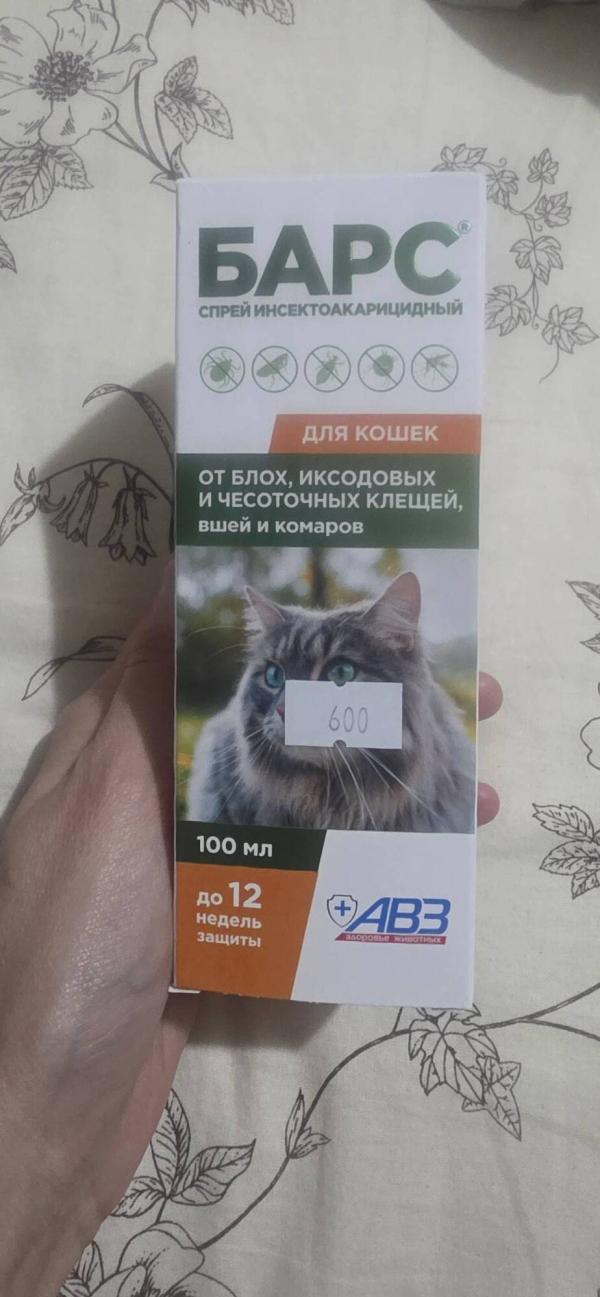 БАРС®
СПРЕЙ ИНСЕКТОАКАРИЦИДНЫЙ
ДЛЯ КОШЕК
ОТ БЛОХ, ИКСОДОВЫХ
И ЧЕСОТОЧНЫХ КЛЕЩЕЙ,
вшей и комаров
600
100 мл
до 12
недель
защиты
АВЗ
здоровье животных